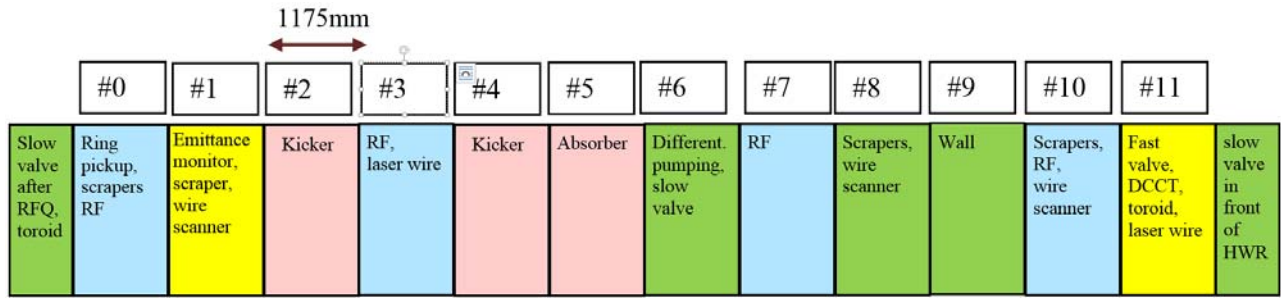 1175mm
#0
#1
#2
#3
#4
#5
#6
#7
#8
#9
#10
#11
Slow
valve
after
RFQ,
toroid
Ring
pickup,
scrapers
RF
Emittance
monitor,
scraper,
wire
scanner
Kicker
RF,
laser wire
Kicker
Absorber
Different.
pumping,
slow
valve
RF
Scrapers,
wire
scanner
Wall
Scrapers,
RF,
wire
scanner
Fast
valve,
DCCT,
toroid,
laser wire
slow
valve
in
front
of
HWR